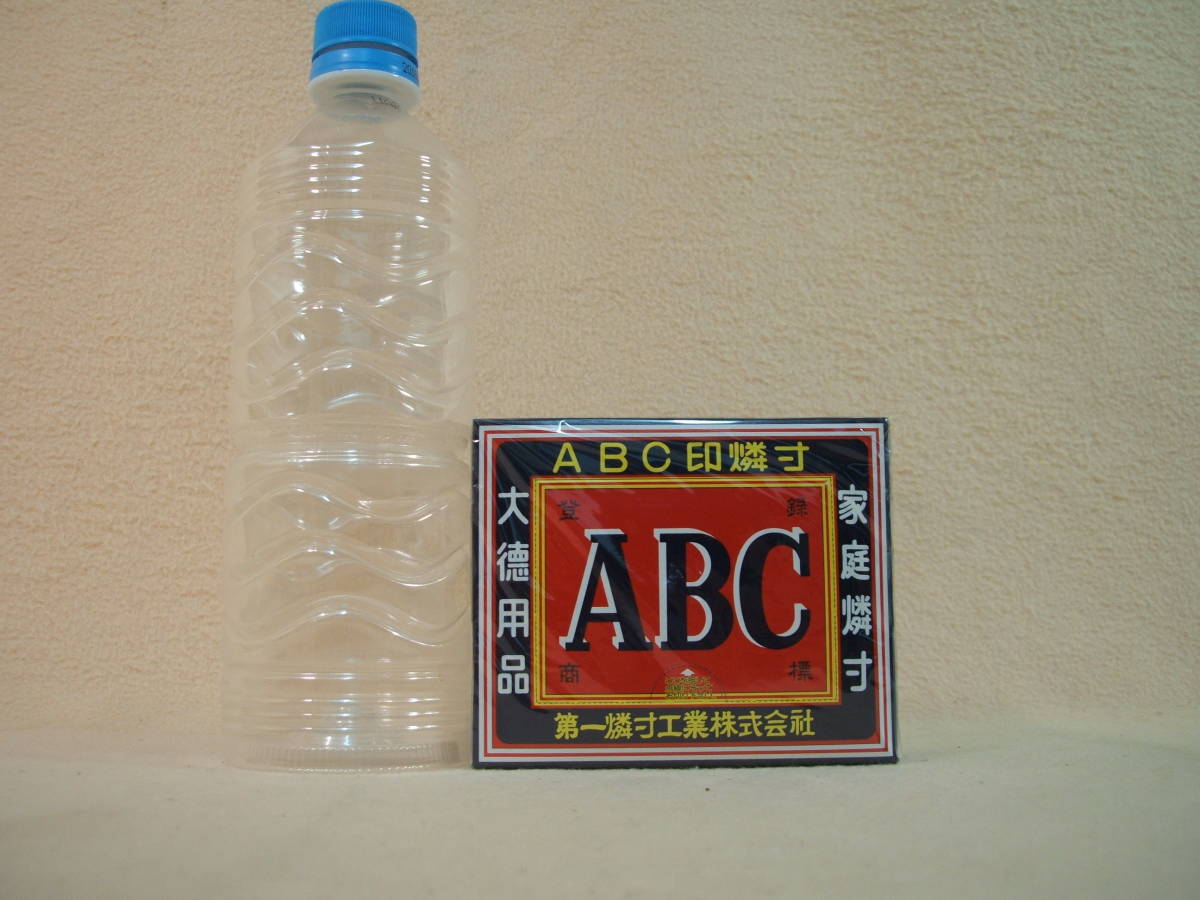 ABC印燐寸
大徳用品
家庭燐寸
登録
ABC
商標
第一燐寸工業株式会社